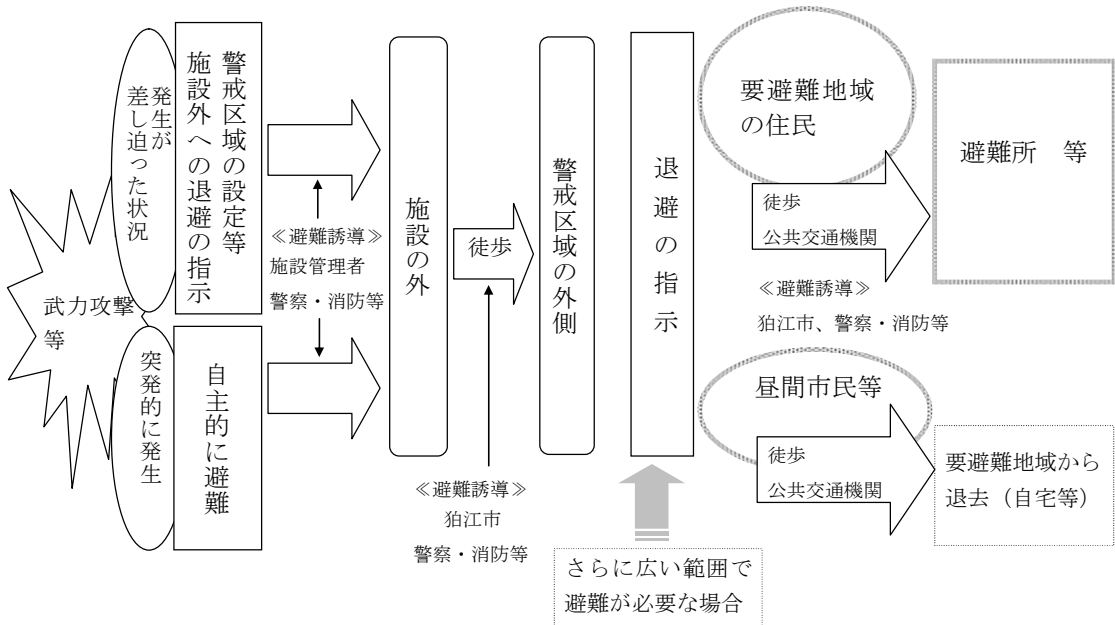 武力攻撃
等
発生が
差し迫った状況
警戒区域の設定等
施設外への退避の指示
突発的に発生
自主的に避難
≪避難誘導≫
施設管理者
警察・消防等
施設の外
徒歩
≪避難誘導≫
狛江市
警察・消防等
警戒区域の外側
退避の指示
さらに広い範囲で
避難が必要な場合
要避難地域
の住民
徒歩
公共交通機関
≪避難誘導≫
狛江市、警察・消防等
避難所　等
昼間市民等
徒歩
公共交通機関
要避難地域から
退去（自宅等）